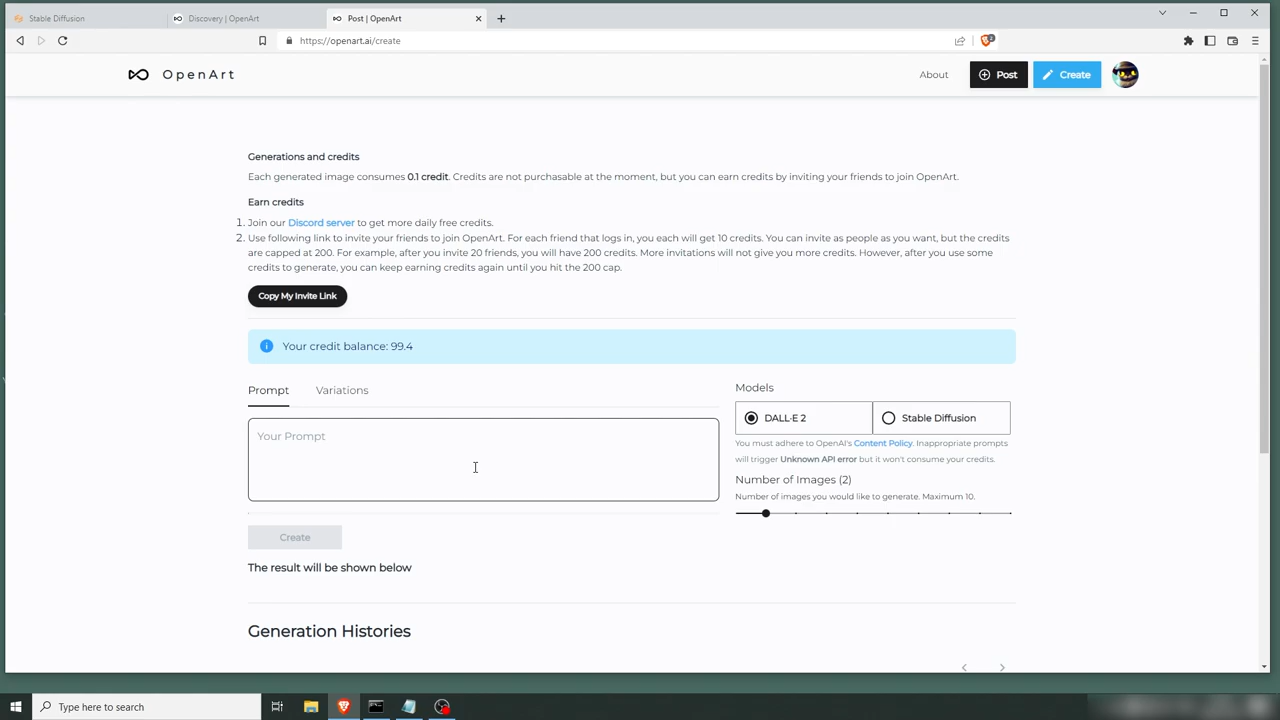 Stable Diffusion
Discovery | OpenArt
Post | OpenArt
https://openart.ai/create
2
OpenArt
About
Post
Create
Generations and credits
Each generated image consumes 0.1 credit. Credits are not purchasable at the moment, but you can earn credits by inviting your friends to join OpenArt.
Earn credits
1. Join our Discord server to get more daily free credits.
2. Use following link to invite your friends to join OpenArt. For each friend that logs in, you each will get 10 credits. You can invite as people as you want, but the credits
are capped at 200. For example, after you invite 20 friends, you will have 200 credits. More invitations will not give you more credits. However, after you use some
credits to generate, you can keep earning credits again until you hit the 200 cap.
Copy My Invite Link
Your credit balance: 99.4
Prompt
Variations
Your Prompt
Models
DALL·E 2
Stable Diffusion
You must adhere to OpenAI's Content Policy. Inappropriate prompts
will trigger Unknown API error but it won't consume your credits.
Number of Images (2)
Number of images you would like to generate. Maximum 10.
Create
The result will be shown below
Generation Histories
Type here to search